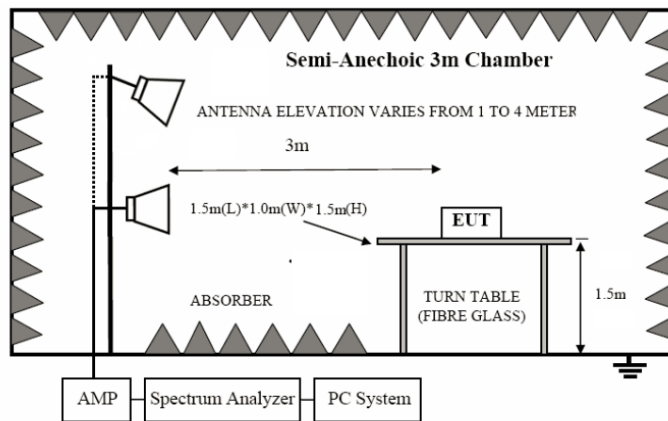 Semi-Anechoic 3m Chamber
ANTENNA ELEVATION VARIES FROM 1 TO 4 METER
3m
1.5m(L)*1.0m(W)*1.5m(H)
EUT
ABSORBER
TURN TABLE
(FIBRE GLASS)
1.5m
AMP
Spectrum Analyzer
PC System